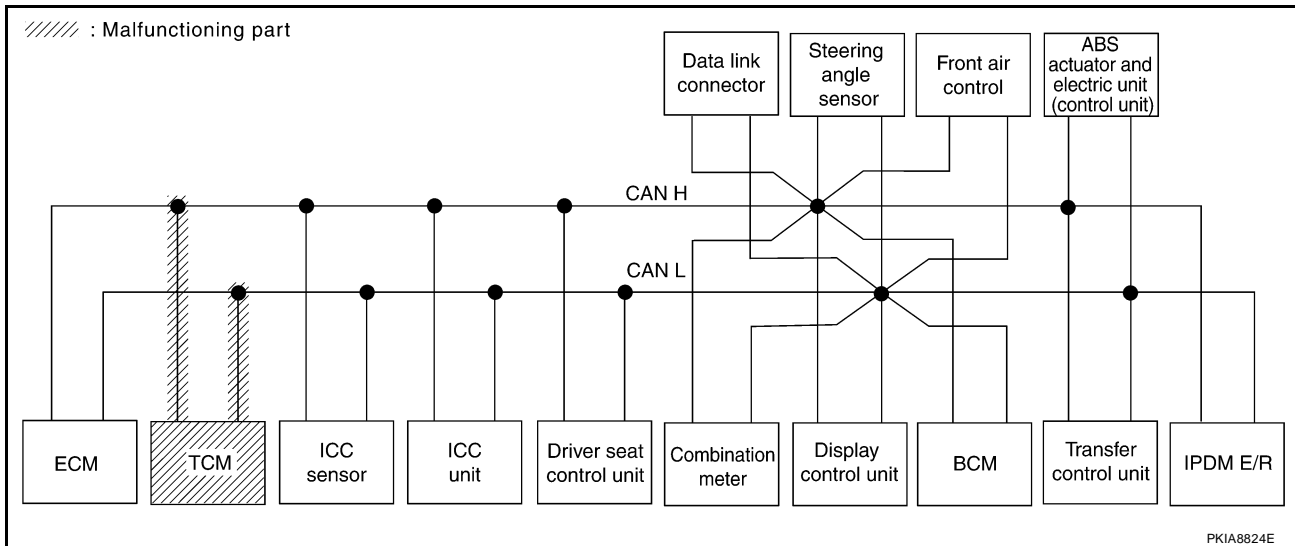 : Malfunctioning part
Data link
connector
Steering
angle
sensor
Front air
control
ABS
actuator and
electric unit
(control unit)
CAN H
CAN L
ECM
TCM
ICC
sensor
ICC
unit
Driver seat
control unit
Combination
meter
Display
control unit
BCM
Transfer
control unit
IPDM E/R
PKIA8824E